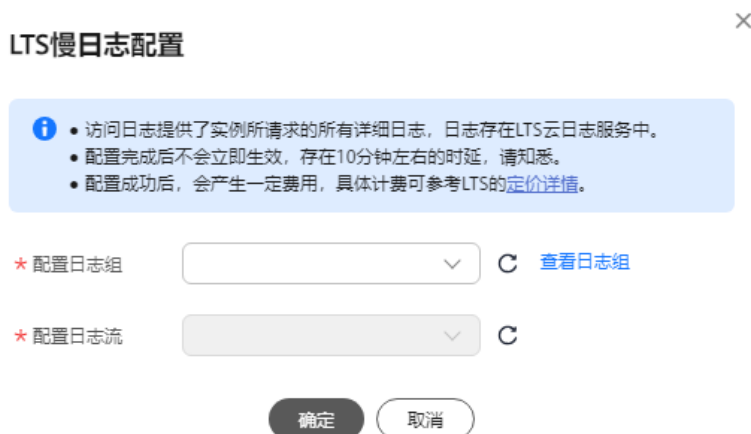 LTS慢日志配置
● 访问日志提供了实例所请求的所有详细日志，日志存在LTS云日志服务中。
● 配置完成后不会立即生效，存在10分钟左右的时延，请知悉。
● 配置成功后，会产生一定费用，具体计费可参考LTS的定价详情。
* 配置日志组 查看日志组
* 配置日志流
确定 取消